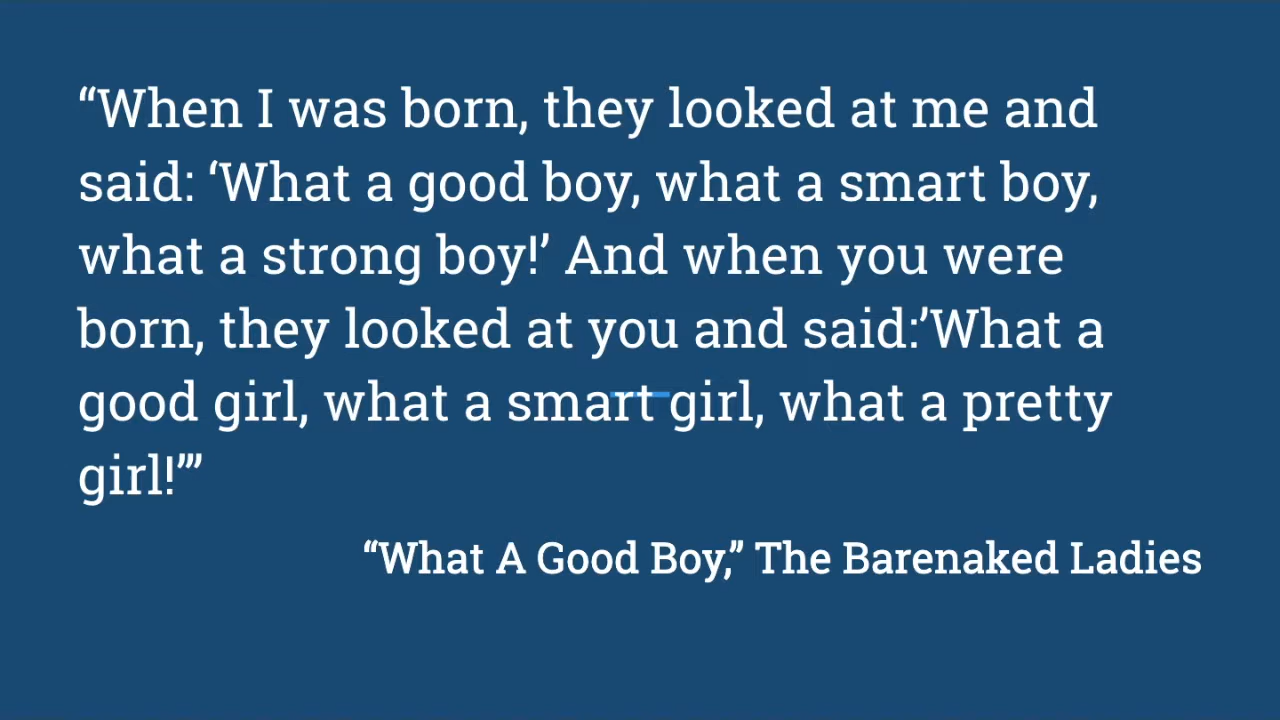 “When I was born, they looked at me and
said: ‘What a good boy, what a smart boy,
what a strong boy!’ And when you were
born, they looked at you and said:’What a
good girl, what a smart girl, what a pretty
girl!’”
“What A Good Boy,” The Barenaked Ladies